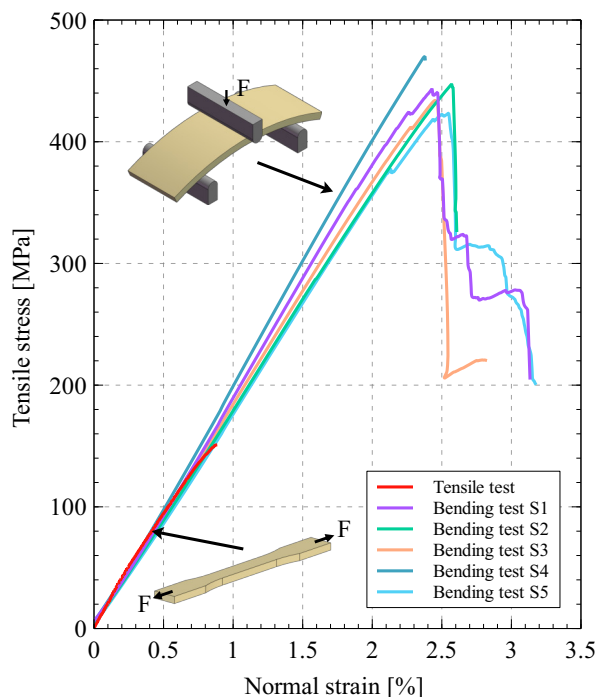 500
400
300
200
100
0
Tensile stress [MPa]
F
F
F
Tensile test
Bending test S1
Bending test S2
Bending test S3
Bending test S4
Bending test S5
0 0.5 1 1.5 2 2.5 3 3.5
Normal strain [%]